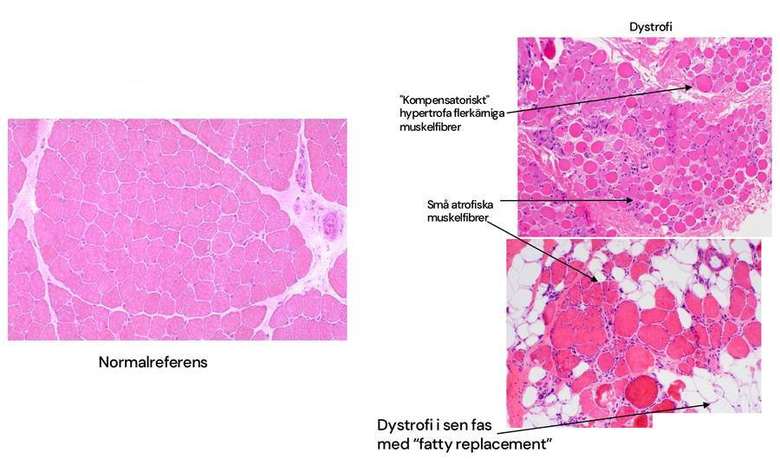 Dystrofi
"Kompensatoriskt"
hypertrofa flerkärniga
muskelfibrer
Små atrofiska
muskelfibrer
Normalreferens
Dystrofi i sen fas
med “fatty replacement”